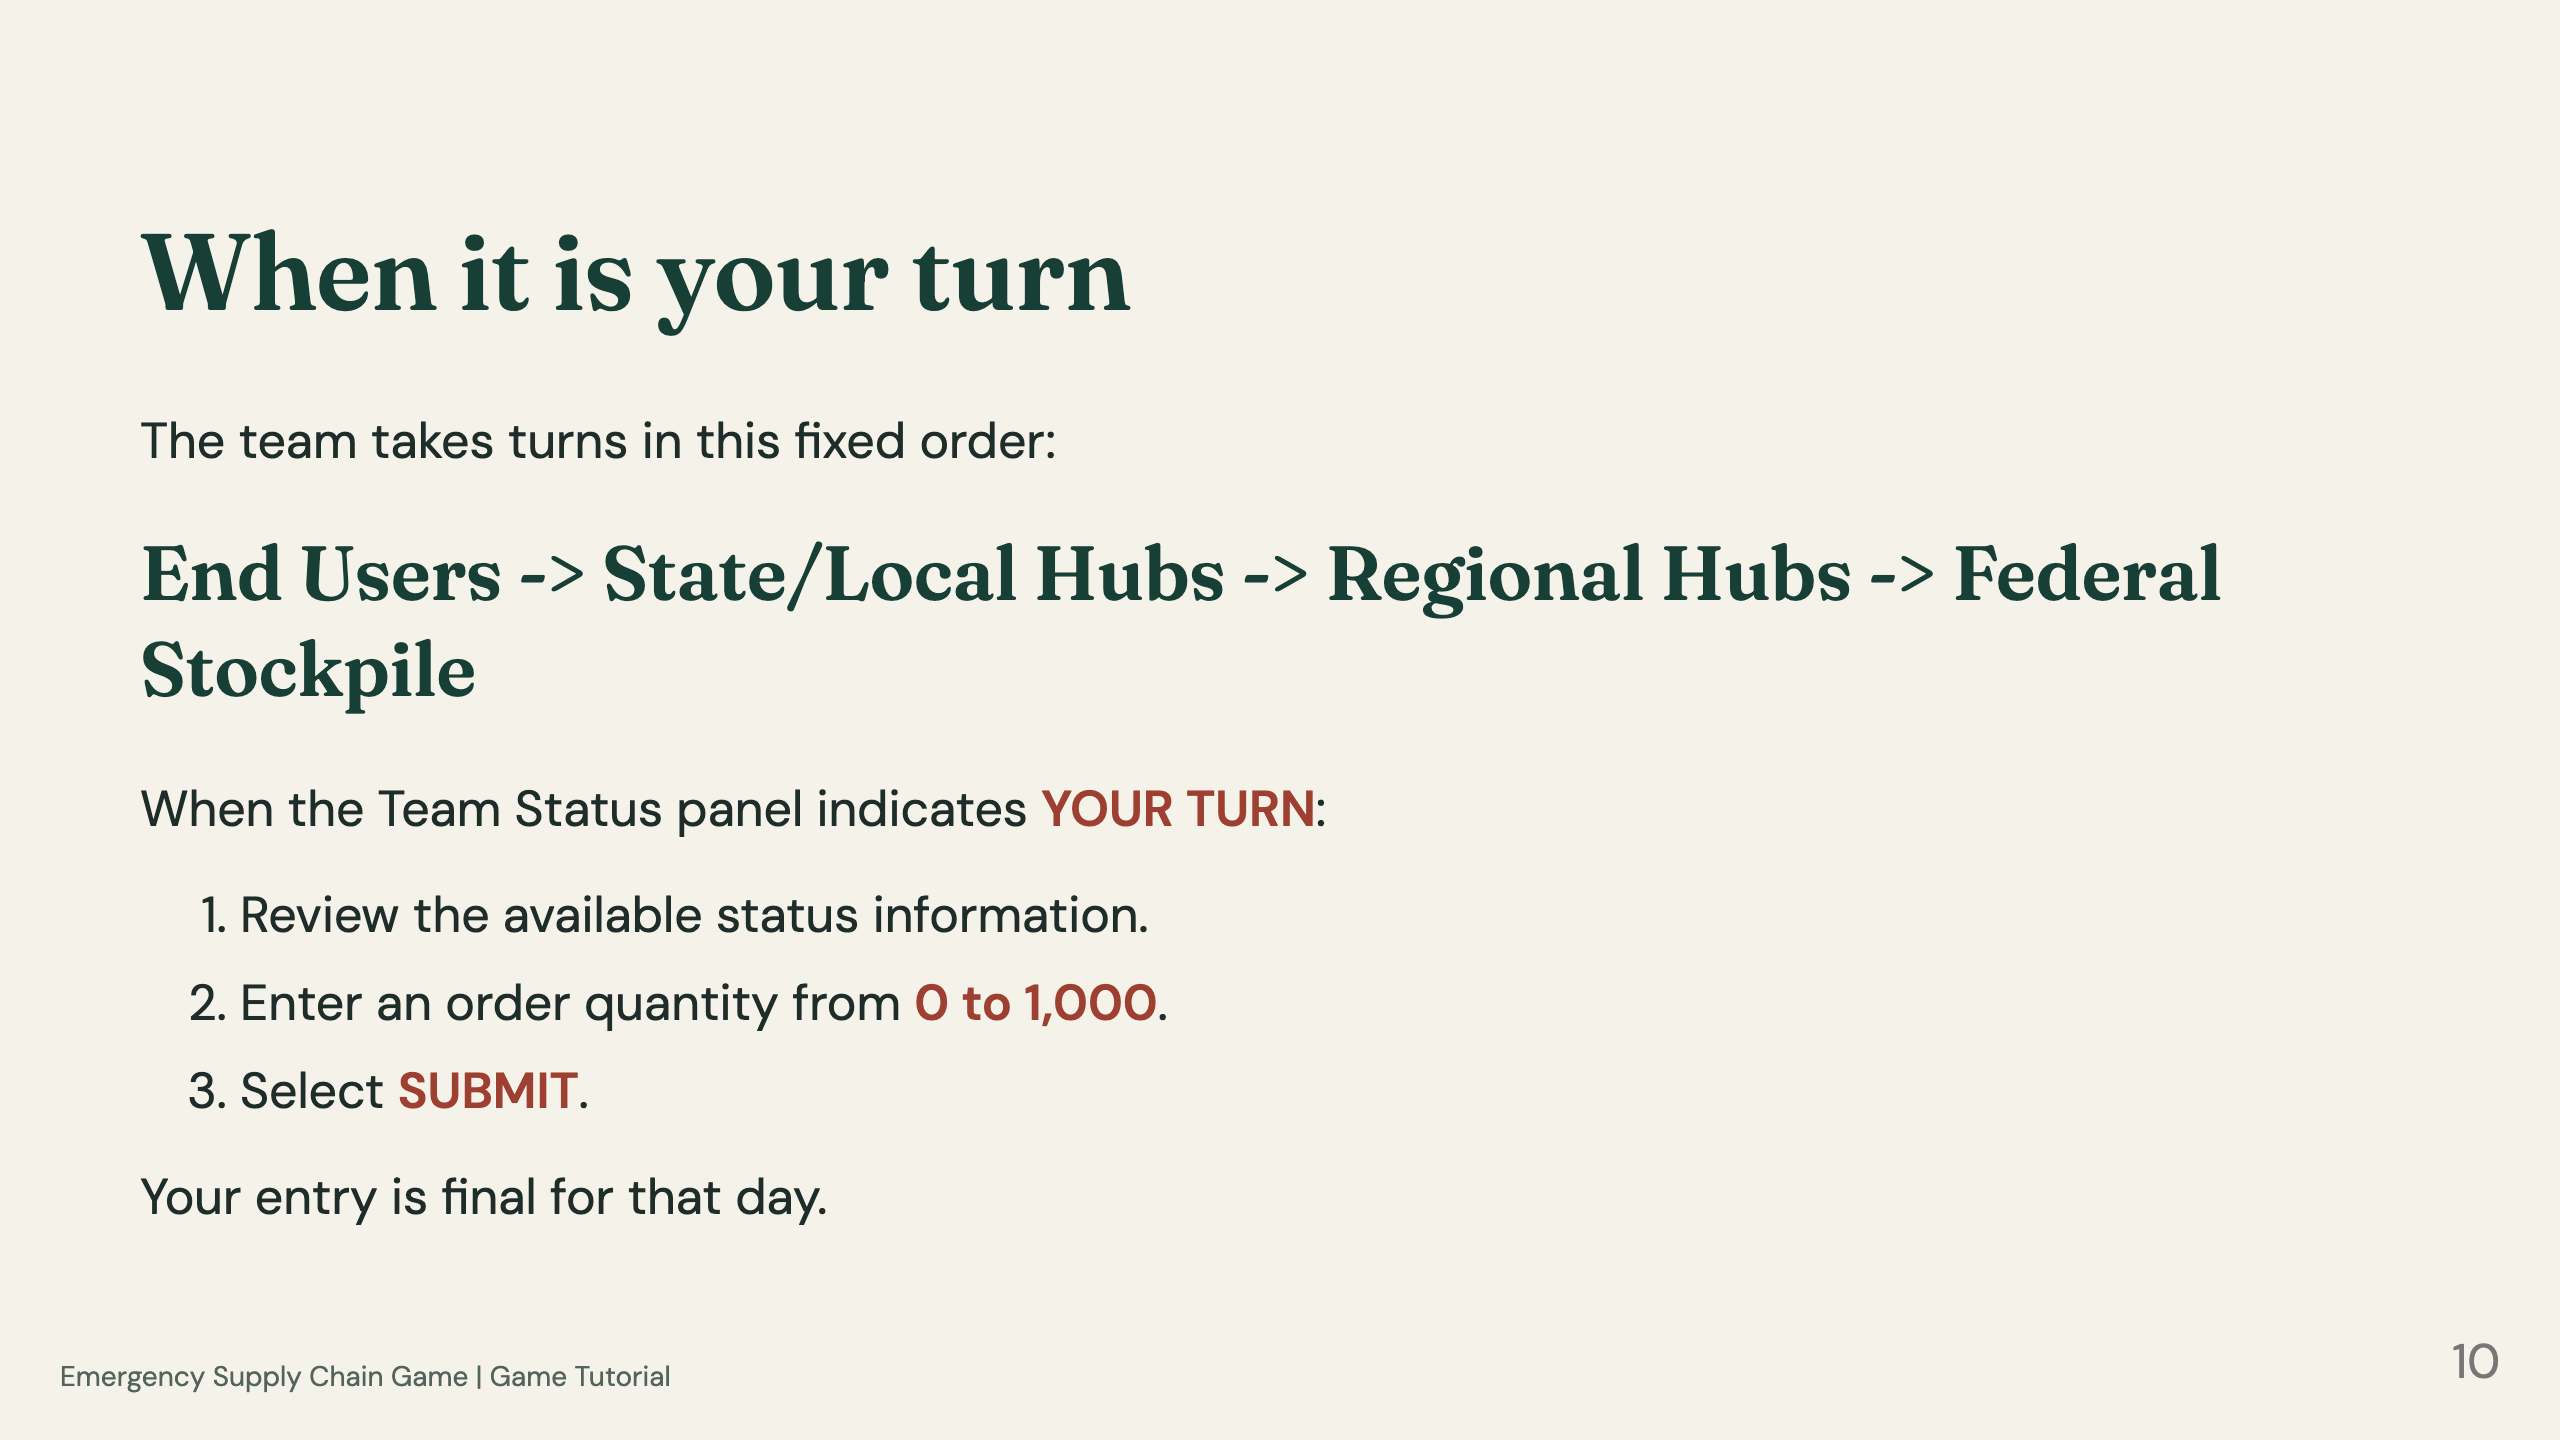 When it is your turn
The team takes turns in this fixed order:
End Users -> State/Local Hubs -> Regional Hubs -> Federal
Stockpile
When the Team Status panel indicates YOUR TURN:
1. Review the available status information.
2. Enter an order quantity from 0 to 1,000.
3. Select SUBMIT.
Your entry is final for that day.
Emergency Supply Chain Game | Game Tutorial
10